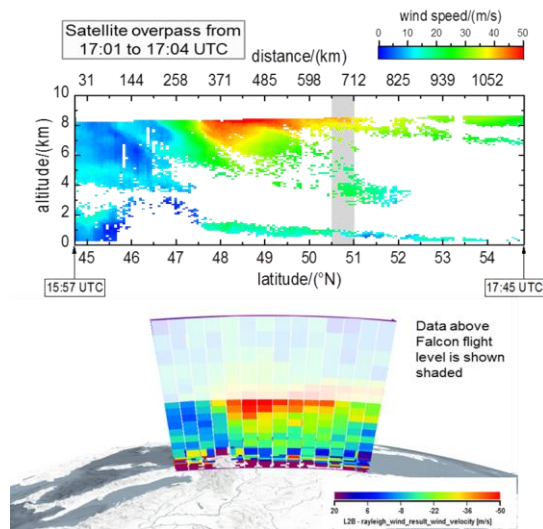 Satellite overpass from
17:01 to 17:04 UTC
wind speed/(m/s)
0 10 20 30 40 50
distance/(km)
31 144 258 371 485 598 712 825 939 1052
altitude/(km)
10
8
6
4
2
0
45 46 47 48 49 50 51 52 53 54
latitude/(°N)
15:57 UTC
17:45 UTC
Data above
Falcon flight
level is shown
shaded
20 6 -8 -22 -36 -50
L2B - rayleigh_wind_result_wind_velocity [m/s]